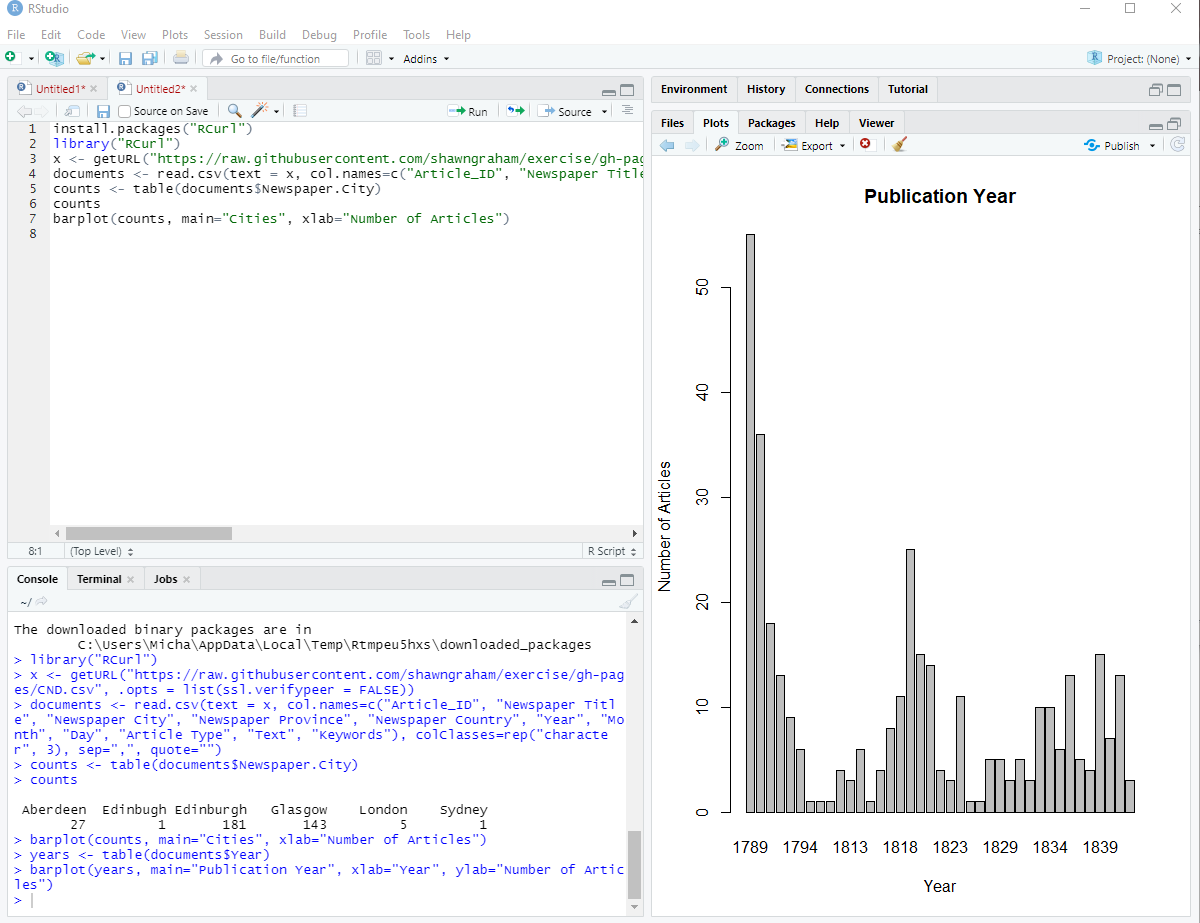 RStudio
File Edit Code View Plots Session Build Debug Profile Tools Help
Go to file/function Addins Project: (None)
Untitled1* Untitled2*
Source on Save Run Source
1 install.packages("RCurl")
2 library("RCurl")
3 x <- getURL("https://raw.githubusercontent.com/shawngraham/exercise/gh-pag
4 documents <- read.csv(text = x, col.names=c("Article_ID", "Newspaper Title
5 counts <- table(documents$Newspaper.City)
6 counts
7 barplot(counts, main="Cities", xlab="Number of Articles")
8
8:1 (Top Level) R Script
Console Terminal Jobs
~/
The downloaded binary packages are in
C:\Users\Micha\AppData\Local\Temp\Rtmpeu5hxs\downloaded_packages
> library("RCurl")
> x <- getURL("https://raw.githubusercontent.com/shawngraham/exercise/gh-pag
es/CND.csv", .opts = list(ssl.verifypeer = FALSE))
> documents <- read.csv(text = x, col.names=c("Article_ID", "Newspaper Titl
e", "Newspaper City", "Newspaper Province", "Newspaper Country", "Year", "Mo
nth", "Day", "Article Type", "Text", "Keywords"), colClasses=rep("characte
r", 3), sep=",", quote="")
> counts <- table(documents$Newspaper.City)
> counts
Aberdeen Edinbugh Edinburgh Glasgow London Sydney
27 1 181 143 5 1
> barplot(counts, main="Cities", xlab="Number of Articles")
> years <- table(documents$Year)
> barplot(years, main="Publication Year", xlab="Year", ylab="Number of Artic
les")
>
Environment History Connections Tutorial
Files Plots Packages Help Viewer
Zoom Export Publish
Publication Year
Number of Articles
50
40
30
20
10
0
1789 1794 1813 1818 1823 1829 1834 1839
Year